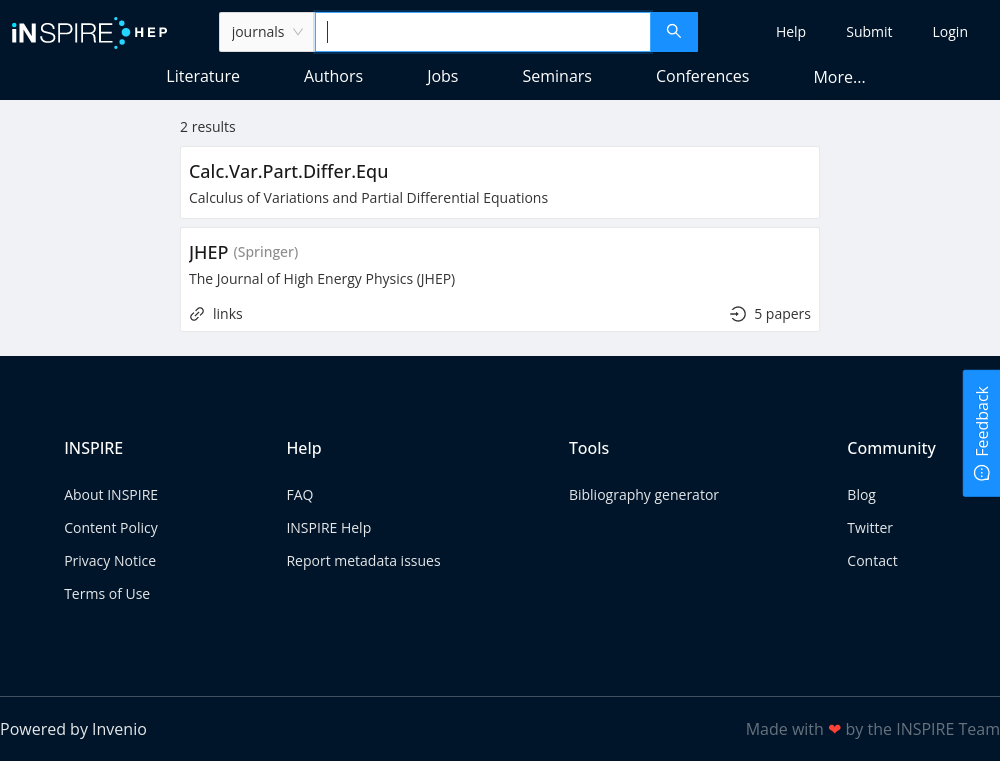 iNSPIRE HEP
journals
Help
Submit
Login
Literature
Authors
Jobs
Seminars
Conferences
More...
2 results
Calc.Var.Part.Differ.Equ
Calculus of Variations and Partial Differential Equations
JHEP (Springer)
The Journal of High Energy Physics (JHEP)
links
5 papers
Feedback
INSPIRE
About INSPIRE
Content Policy
Privacy Notice
Terms of Use
Help
FAQ
INSPIRE Help
Report metadata issues
Tools
Bibliography generator
Community
Blog
Twitter
Contact
Powered by Invenio
Made with ❤ by the INSPIRE Team